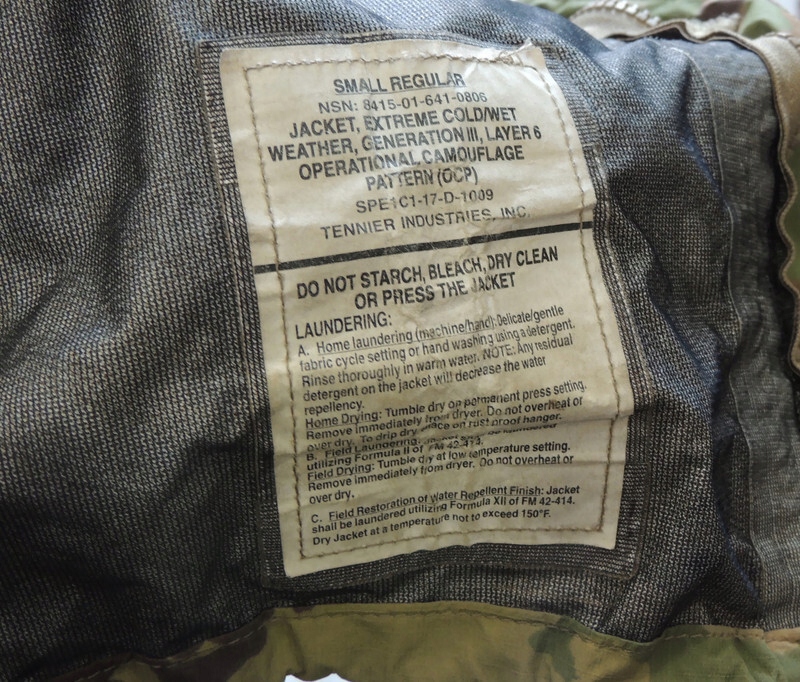 SMALL REGULAR
NSN: 8415-01-641-0806
JACKET, EXTREME COLD/WET
WEATHER, GENERATION III, LAYER 6
OPERATIONAL CAMOUFLAGE
PATTERN (OCP)
SPE1C1-17-D-1009
TENNIER INDUSTRIES, INC.
DO NOT STARCH, BLEACH, DRY CLEAN
OR PRESS THE JACKET
LAUNDERING:
A. Home laundering (machine/hand): Delicate/gentle
fabric cycle setting or hand washing using a detergent.
Rinse thoroughly in warm water. NOTE: Any residual
detergent on the jacket will decrease the water
repellency.
Home Drying: Tumble dry on permanent press setting.
Remove immediately from dryer. Do not overheat or
over dry. To drip dry, place on rust proof hanger.
B. Field Laundering: be laundered
utilizing Formula II of FM 42-414.
Field Drying: Tumble dry at low temperature setting.
Remove immediately from dryer. Do not overheat or
over dry.
C. Field Restoration of Water Repellent Finish: Jacket
shall be laundered utilizing Formula XII of FM 42-414.
Dry Jacket at a temperature not to exceed 150°F.